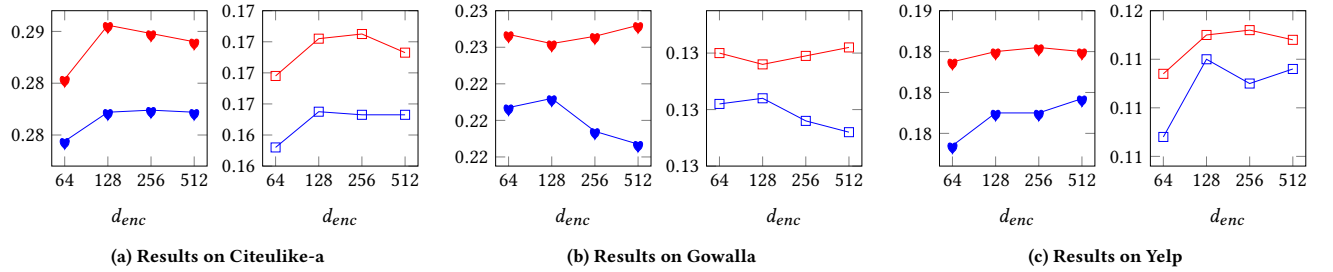 0.29
0.28
0.28
64 128 256 512
d_enc
0.17
0.17
0.17
0.16
0.16
64 128 256 512
d_enc
(a) Results on Citeulike-a
0.23
0.23
0.22
0.22
0.22
64 128 256 512
d_enc
0.13
0.13
0.13
64 128 256 512
d_enc
(b) Results on Gowalla
0.19
0.18
0.18
0.18
64 128 256 512
d_enc
0.12
0.11
0.11
0.11
64 128 256 512
d_enc
(c) Results on Yelp